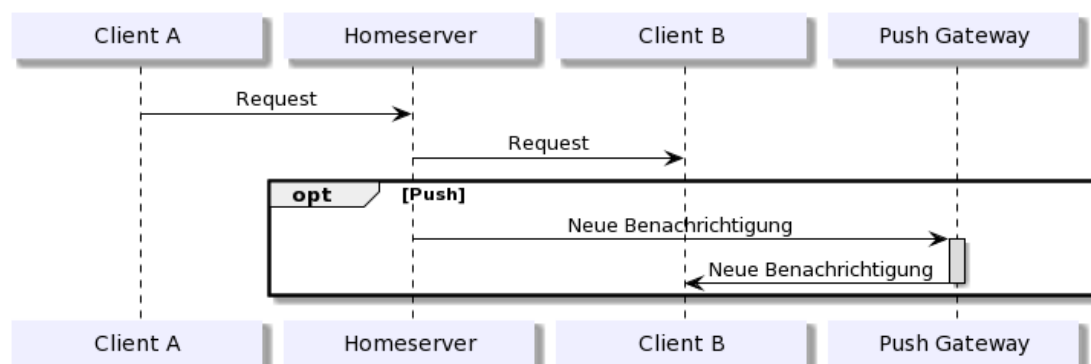 Client A Homeserver Client B Push Gateway
Request
Request
opt [Push]
Neue Benachrichtigung
Neue Benachrichtigung
Client A Homeserver Client B Push Gateway